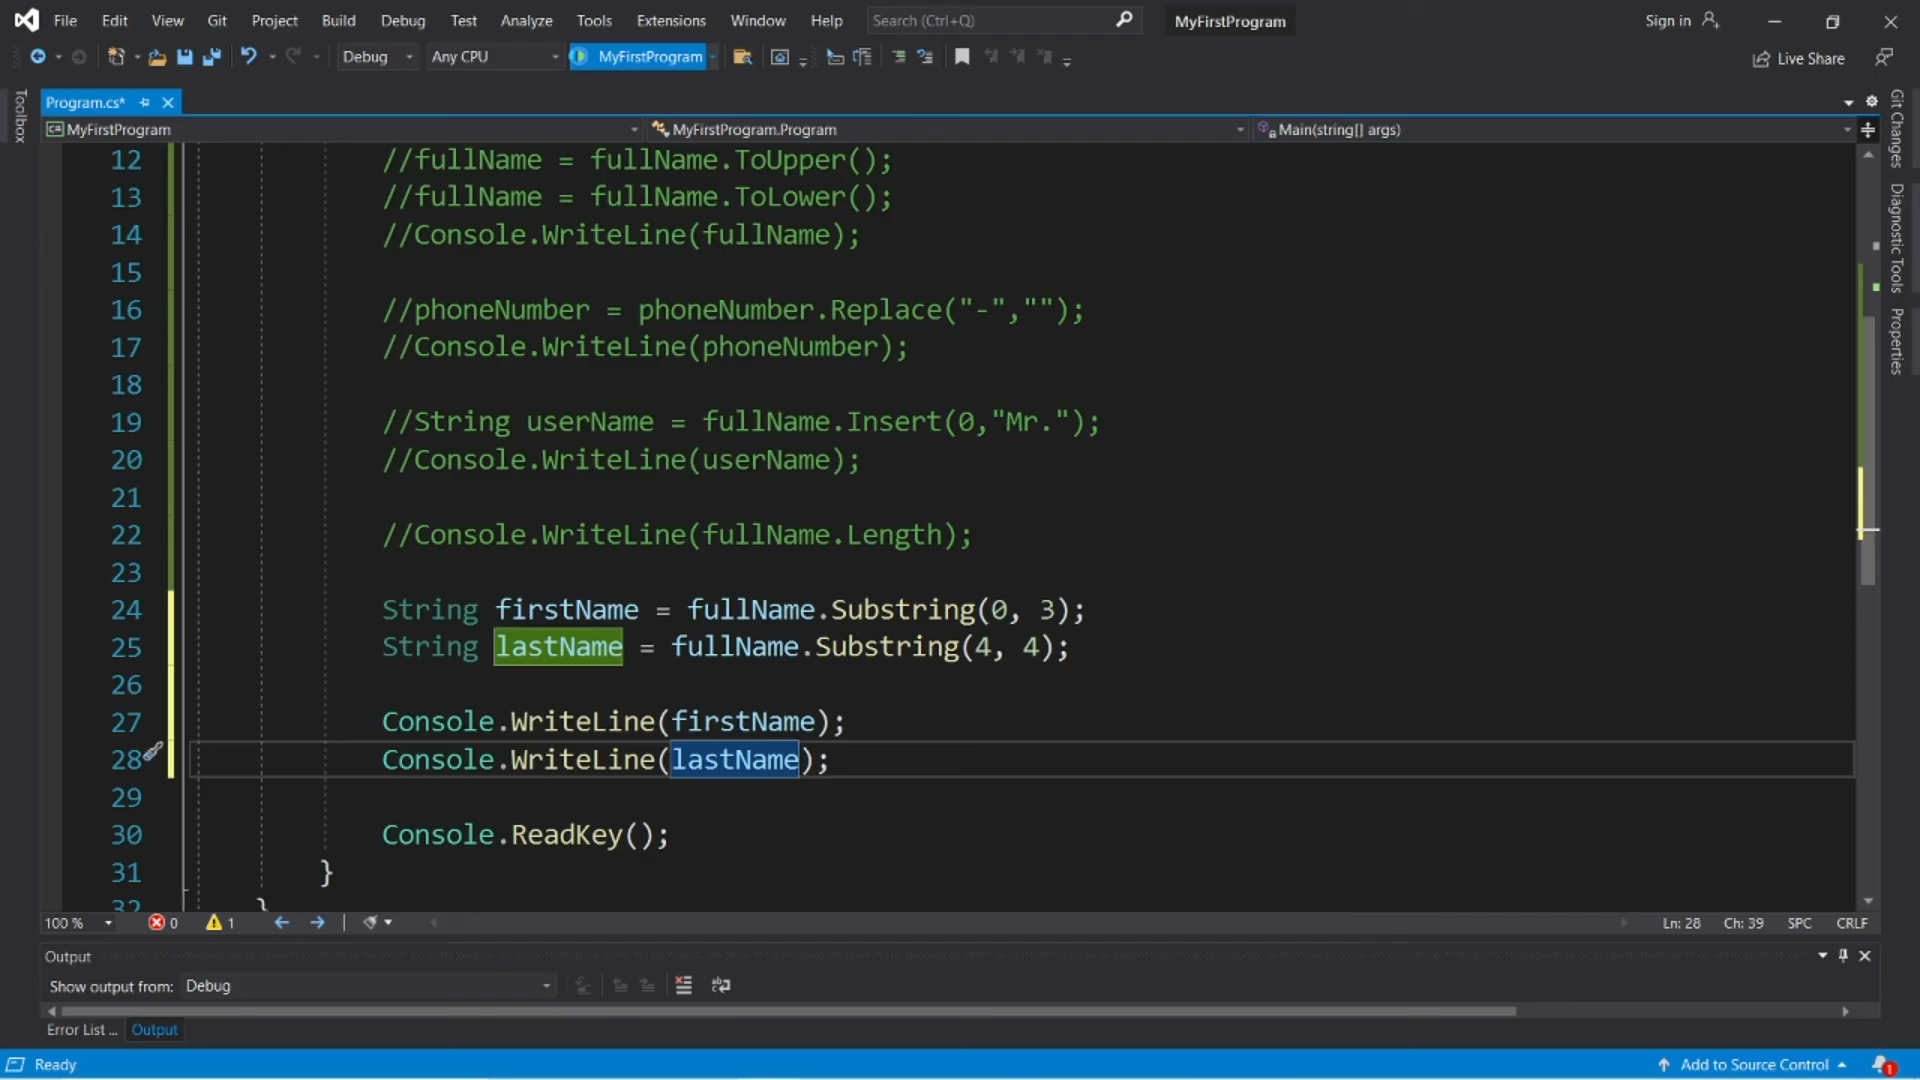 File Edit View Git Project Build Debug Test Analyze Tools Extensions Window Help Search (Ctrl+Q) MyFirstProgram Sign in
Debug Any CPU MyFirstProgram Live Share
Toolbox
Program.cs*
MyFirstProgram MyFirstProgram.Program Main(string[] args)
12 //fullName = fullName.ToUpper();
13 //fullName = fullName.ToLower();
14 //Console.WriteLine(fullName);
15
16 //phoneNumber = phoneNumber.Replace("-","");
17 //Console.WriteLine(phoneNumber);
18
19 //String userName = fullName.Insert(0,"Mr.");
20 //Console.WriteLine(userName);
21
22 //Console.WriteLine(fullName.Length);
23
24 String firstName = fullName.Substring(0, 3);
25 String lastName = fullName.Substring(4, 4);
26
27 Console.WriteLine(firstName);
28 Console.WriteLine(lastName);
29
30 Console.ReadKey();
31 }
32 }
Git Changes
Diagnostic Tools
Properties
100 % 0 1 Ln: 28 Ch: 39 SPC CRLF
Output
Show output from: Debug
Error List ... Output
Ready Add to Source Control 1